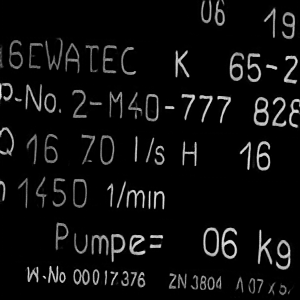 06 19
6EWATEC K 65-2
P-No. 2-M40-777 828
Q 16 70 l/s H 16
n 1450 1/min
Pumpe= 06 kg
W.-No 00017376 ZN 3804